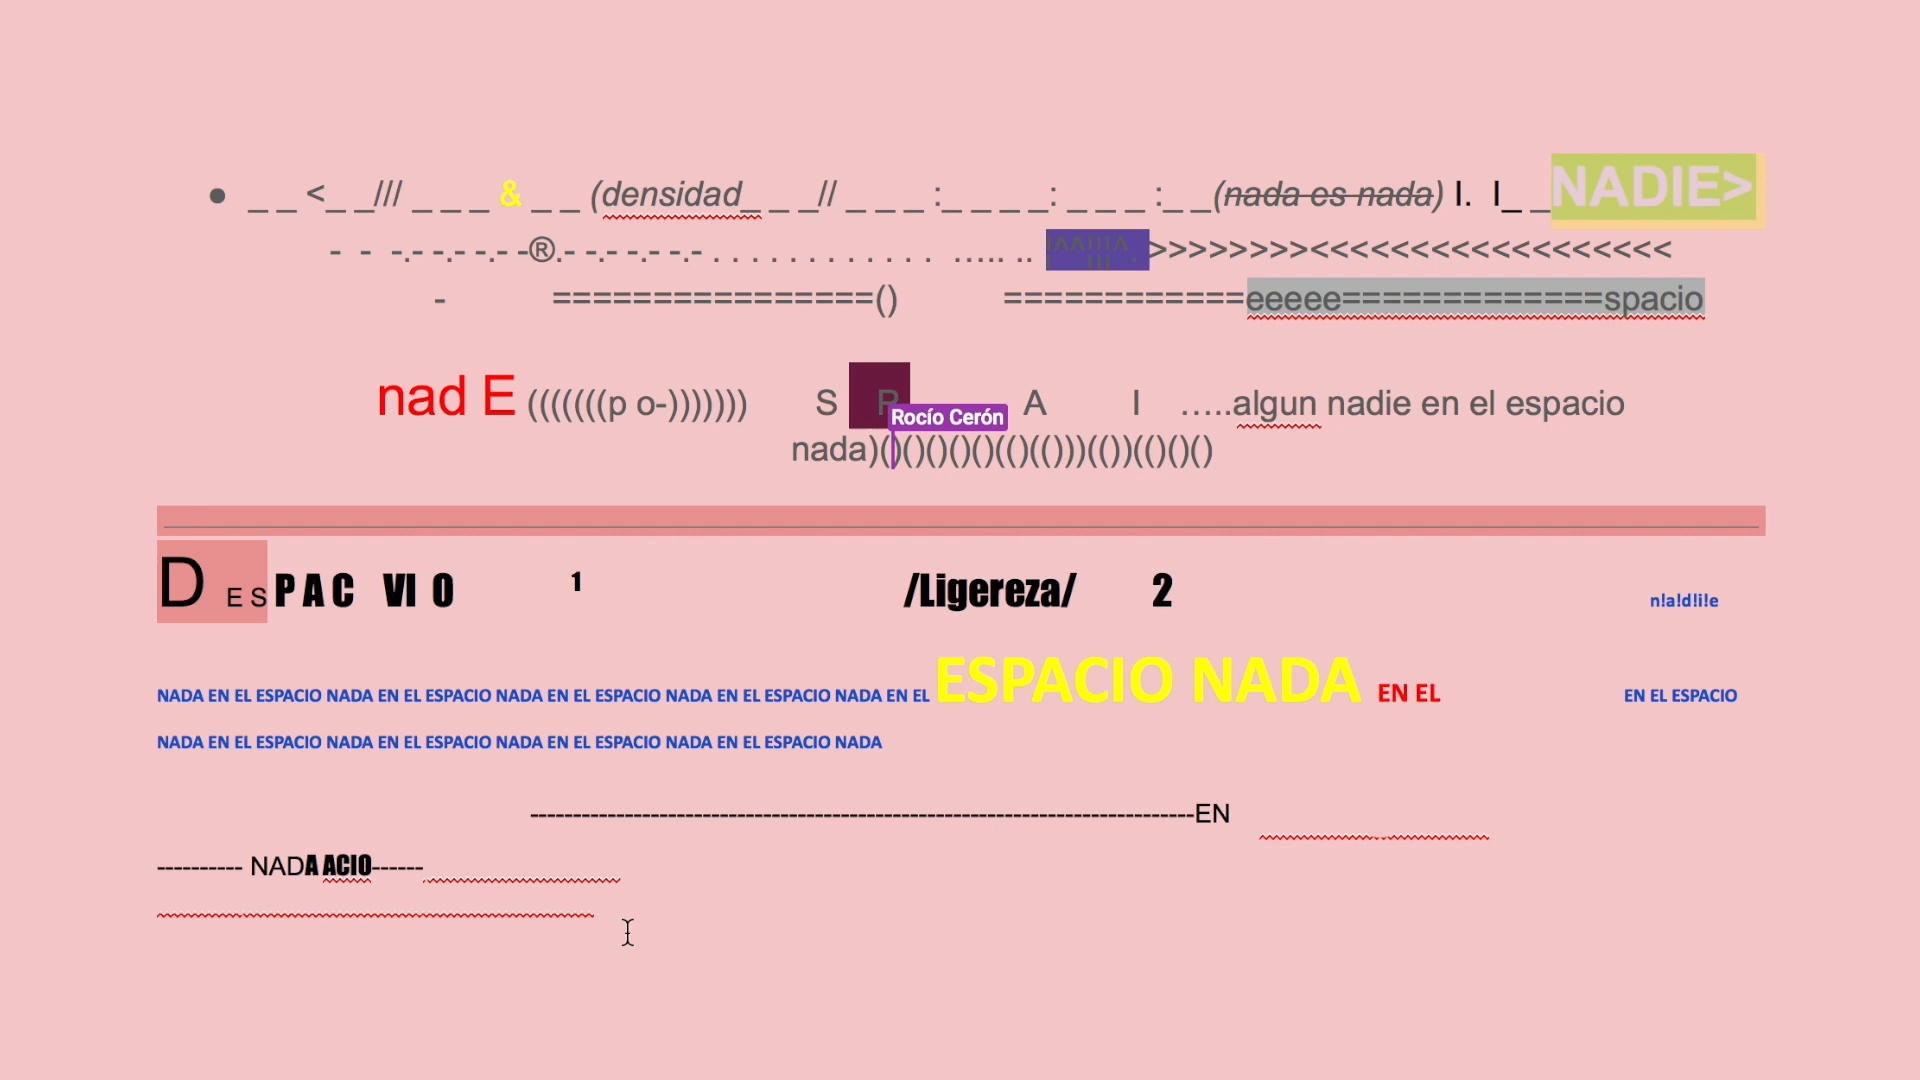 ● _ _ <_ _/// _ _ _ & _ _ (densidad_ _ _// _ _ _ :_ _ _ _: _ _ _ :_ _(nada es nada) I. I_ _NADIE>
- - -.- -.- -.- -®.- -.- -.- -.- . . . . . . . . . . . . ….. .. >>>>>>>><<<<<<<<<<<<<<<<<<
- ================() ============eeeee=============spacio
nad E (((((((p o-))))))) S P A I …..algun nadie en el espacio
Rocío Cerón
nada)()()()()()(()(()))(())(()()()
D E S P A C VI O 1 /Ligereza/ 2 n!a!d!i!e
NADA EN EL ESPACIO NADA EN EL ESPACIO NADA EN EL ESPACIO NADA EN EL ESPACIO NADA EN EL ESPACIO NADA EN EL EN EL ESPACIO
NADA EN EL ESPACIO NADA EN EL ESPACIO NADA EN EL ESPACIO NADA EN EL ESPACIO NADA
------------------------------------------------------------------------------EN
---------- NADA ACIO------